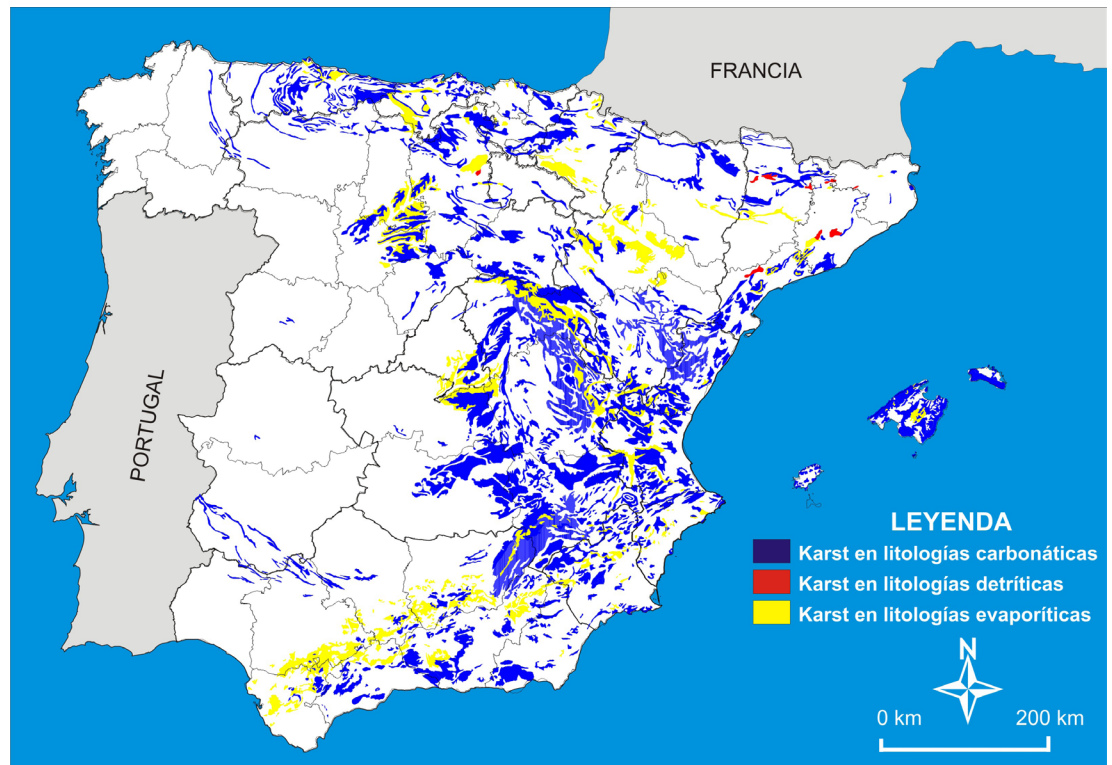 FRANCIA
PORTUGAL
LEYENDA
Karst en litologías carbonáticas
Karst en litologías detríticas
Karst en litologías evaporíticas
N
0 km 200 km